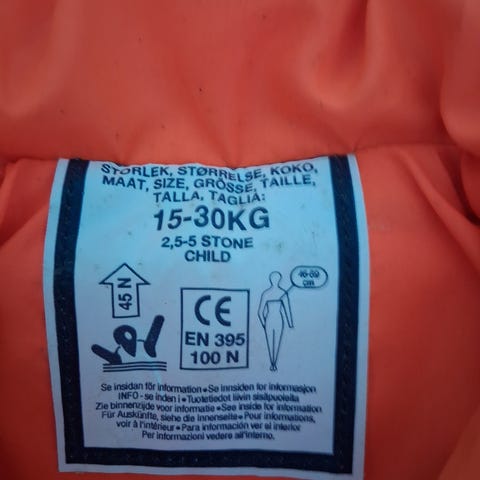 STORLEK, STØRRELSE, KOKO,
MAAT, SIZE, GRÖSSE, TAILLE,
TALLA, TAGLIA:
15-30KG
2,5-5 STONE
CHILD
45 N
CE
EN 395
100 N
cm
Se insidan för information • Se innsiden for informasjon
INFO - se inden i • Tuotetiedot liivin sisäpuolella
Zie binnenzijde voor informatie • See inside for information
Für Auskünfte, siehe die Innenseite • Pour informations,
voir à l'intérieur • Para información ver el interior
Per informazioni vedere all'interno.